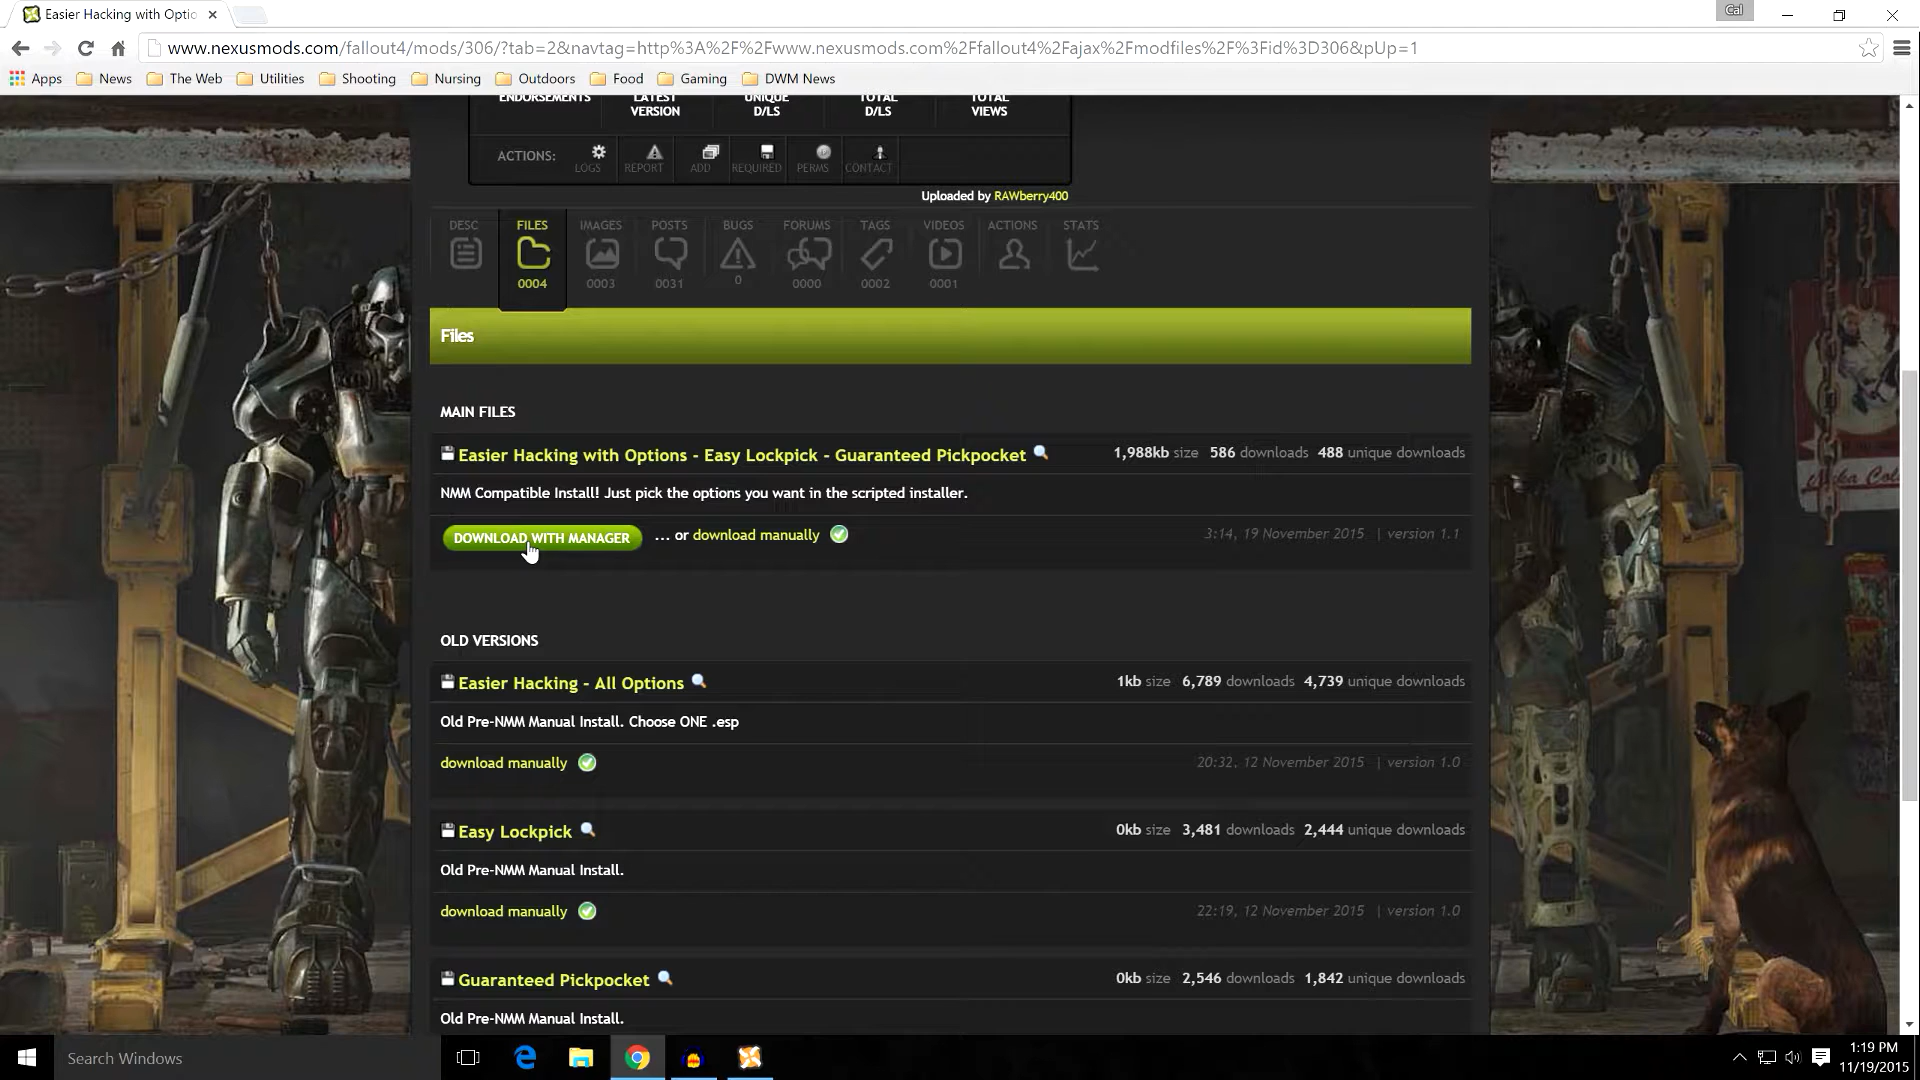 Easier Hacking with Optio
Cal
www.nexusmods.com/fallout4/mods/306/?tab=2&navtag=http%3A%2F%2Fwww.nexusmods.com%2Ffallout4%2Fajax%2Fmodfiles%2F%3Fid%3D306&pUp=1
Apps News The Web Utilities Shooting Nursing Outdoors Food Gaming DWM News
ENDORSEMENTS LATEST VERSION UNIQUE D/LS TOTAL D/LS TOTAL VIEWS
ACTIONS: LOGS REPORT ADD REQUIRED PERMS CONTACT
Uploaded by RAWberry400
DESC FILES IMAGES POSTS BUGS FORUMS TAGS VIDEOS ACTIONS STATS
0004 0003 0031 0 0000 0002 0001
Files
MAIN FILES
Easier Hacking with Options - Easy Lockpick - Guaranteed Pickpocket 1,988kb size 586 downloads 488 unique downloads
NMM Compatible Install! Just pick the options you want in the scripted installer.
DOWNLOAD WITH MANAGER ... or download manually 3:14, 19 November 2015 | version 1.1
OLD VERSIONS
Easier Hacking - All Options 1kb size 6,789 downloads 4,739 unique downloads
Old Pre-NMM Manual Install. Choose ONE .esp
download manually 20:32, 12 November 2015 | version 1.0
Easy Lockpick 0kb size 3,481 downloads 2,444 unique downloads
Old Pre-NMM Manual Install.
download manually 22:19, 12 November 2015 | version 1.0
Guaranteed Pickpocket 0kb size 2,546 downloads 1,842 unique downloads
Old Pre-NMM Manual Install.
Search Windows
1:19 PM
11/19/2015